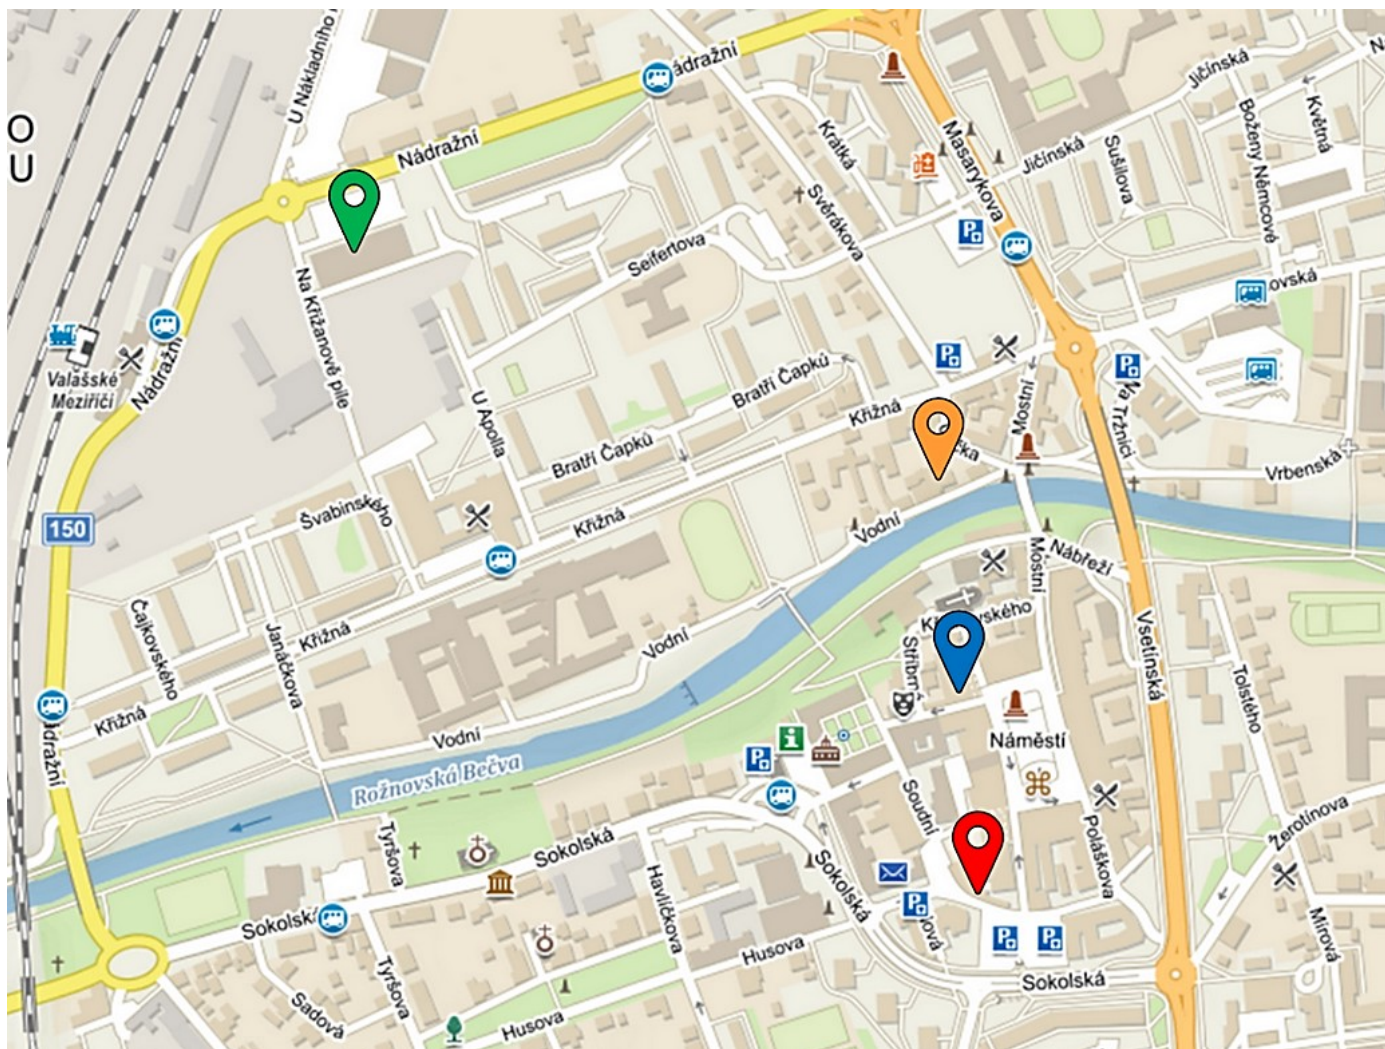 U Nákladního
Nádražní
Krátká
Masarykova
Jičínská
Boženy Němcové
Květná
O
U
Nádražní
Jičínská
Sušilova
Svěrákova
Seifertova
Na Křižanově pile
Valašské
Meziříčí
Nádražní
U Apolla
Bratří Čapků
Křižná
Mostní
Na Tržnici
Bratří Čapků
Vrbenská
150
Švabinského
Křižná
Vodní
Mostní
Nábřeží
Čajkovského
Janáčkova
Křižná
Vodní
Stříbrná
Vsetínská
Tolstého
Křižná
Vodní
Náměstí
Rožnovská Bečva
Soudní
Poláškova
Žerotínova
Tyršova
Sokolská
Sokolská
Havlíčkova
Sokolská
Husova
Mírová
Tyršova
Sadová
Sokolská
Husova